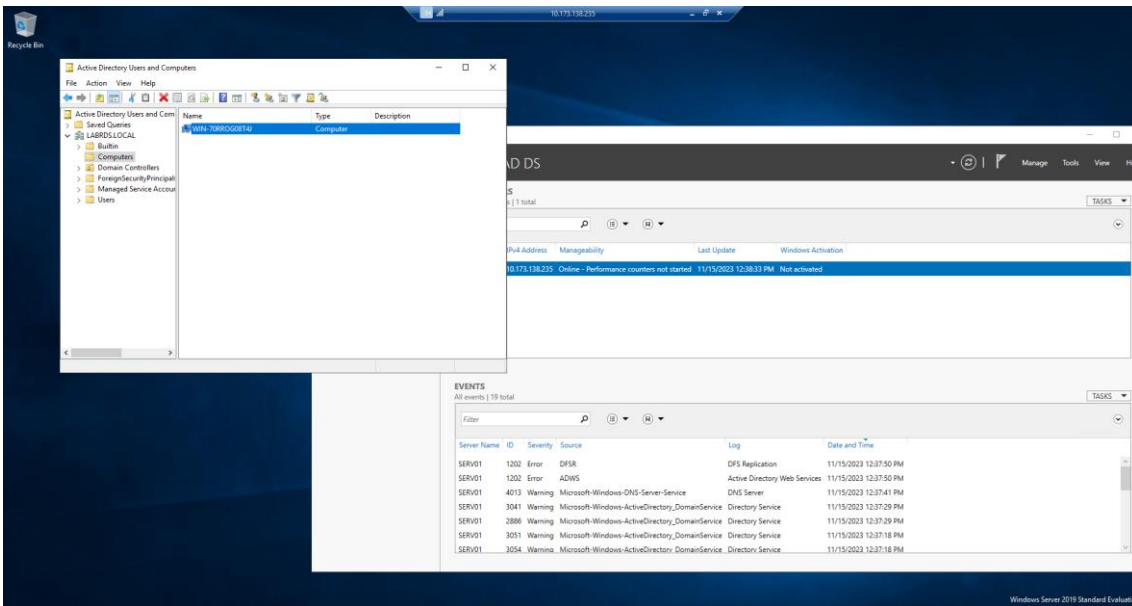 10.173.138.235
Recycle Bin
Active Directory Users and Computers
File Action View Help
Active Directory Users and Com
Saved Queries
LABRDS.LOCAL
Builtin
Computers
Domain Controllers
ForeignSecurityPrincipal
Managed Service Accour
Users
Name Type Description
WIN-70RROG08T4J Computer
AD DS
Manage Tools View H
S
s | 1 total
TASKS
IPv4 Address Manageability Last Update Windows Activation
10.173.138.235 Online - Performance counters not started 11/15/2023 12:38:33 PM Not activated
EVENTS
All events | 19 total
TASKS
Filter
Server Name ID Severity Source Log Date and Time
SERV01 1202 Error DFSR DFS Replication 11/15/2023 12:37:50 PM
SERV01 1202 Error ADWS Active Directory Web Services 11/15/2023 12:37:50 PM
SERV01 4013 Warning Microsoft-Windows-DNS-Server-Service DNS Server 11/15/2023 12:37:41 PM
SERV01 3041 Warning Microsoft-Windows-ActiveDirectory_DomainService Directory Service 11/15/2023 12:37:29 PM
SERV01 2886 Warning Microsoft-Windows-ActiveDirectory_DomainService Directory Service 11/15/2023 12:37:29 PM
SERV01 3051 Warning Microsoft-Windows-ActiveDirectory_DomainService Directory Service 11/15/2023 12:37:18 PM
SERV01 3054 Warning Microsoft-Windows-ActiveDirectory_DomainService Directory Service 11/15/2023 12:37:18 PM
Windows Server 2019 Standard Evaluati